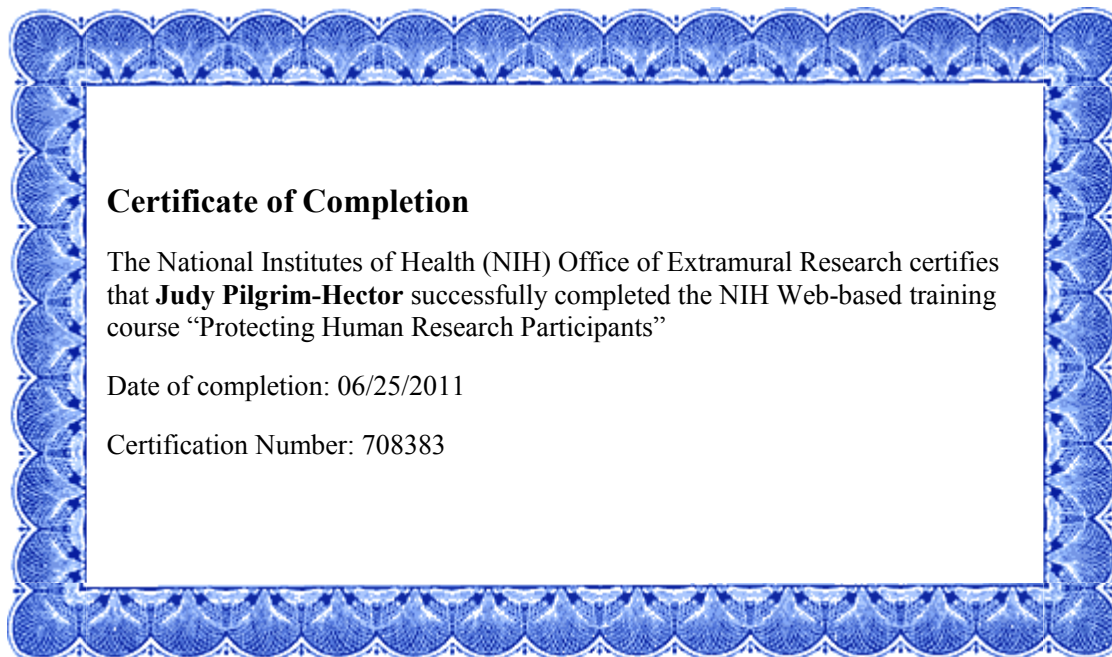 Certificate of Completion
The National Institutes of Health (NIH) Office of Extramural Research certifies
that Judy Pilgrim-Hector successfully completed the NIH Web-based training
course “Protecting Human Research Participants”
Date of completion: 06/25/2011
Certification Number: 708383